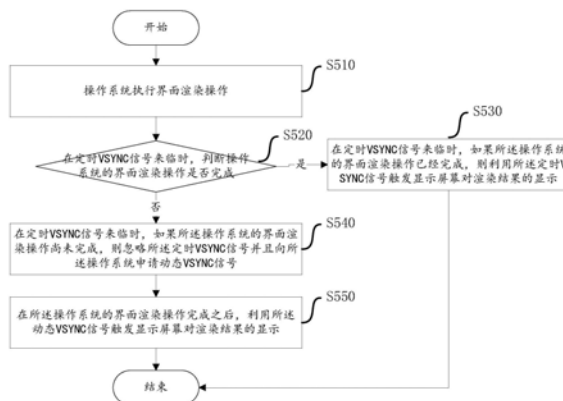 开始
S510
操作系统执行界面渲染操作
S520
在定时VSYNC信号来临时，判断操作
系统的界面渲染操作是否完成
是
S530
在定时VSYNC信号来临时，如果所述操作系统
的界面渲染操作已经完成，则利用所述定时V
SYNC信号触发显示屏幕对渲染结果的显示
否
S540
在定时VSYNC信号来临时，如果所述操作系统的界面渲
染操作尚未完成，则忽略所述定时VSYNC信号并且向所
述操作系统申请动态VSYNC信号
S550
在所述操作系统的界面渲染操作完成之后，利用所述
动态VSYNC信号触发显示屏幕对渲染结果的显示
结束